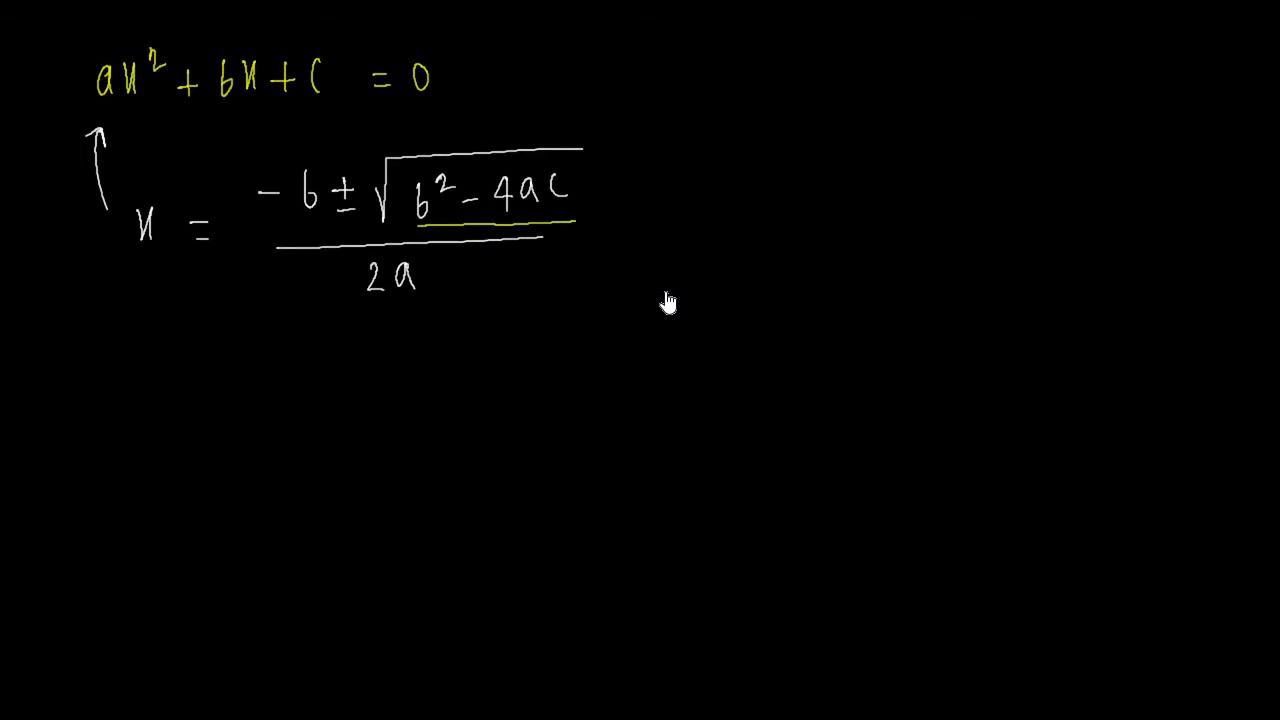 ax² + bx + c = 0
x = (-b ± √(b² - 4ac)) / 2a